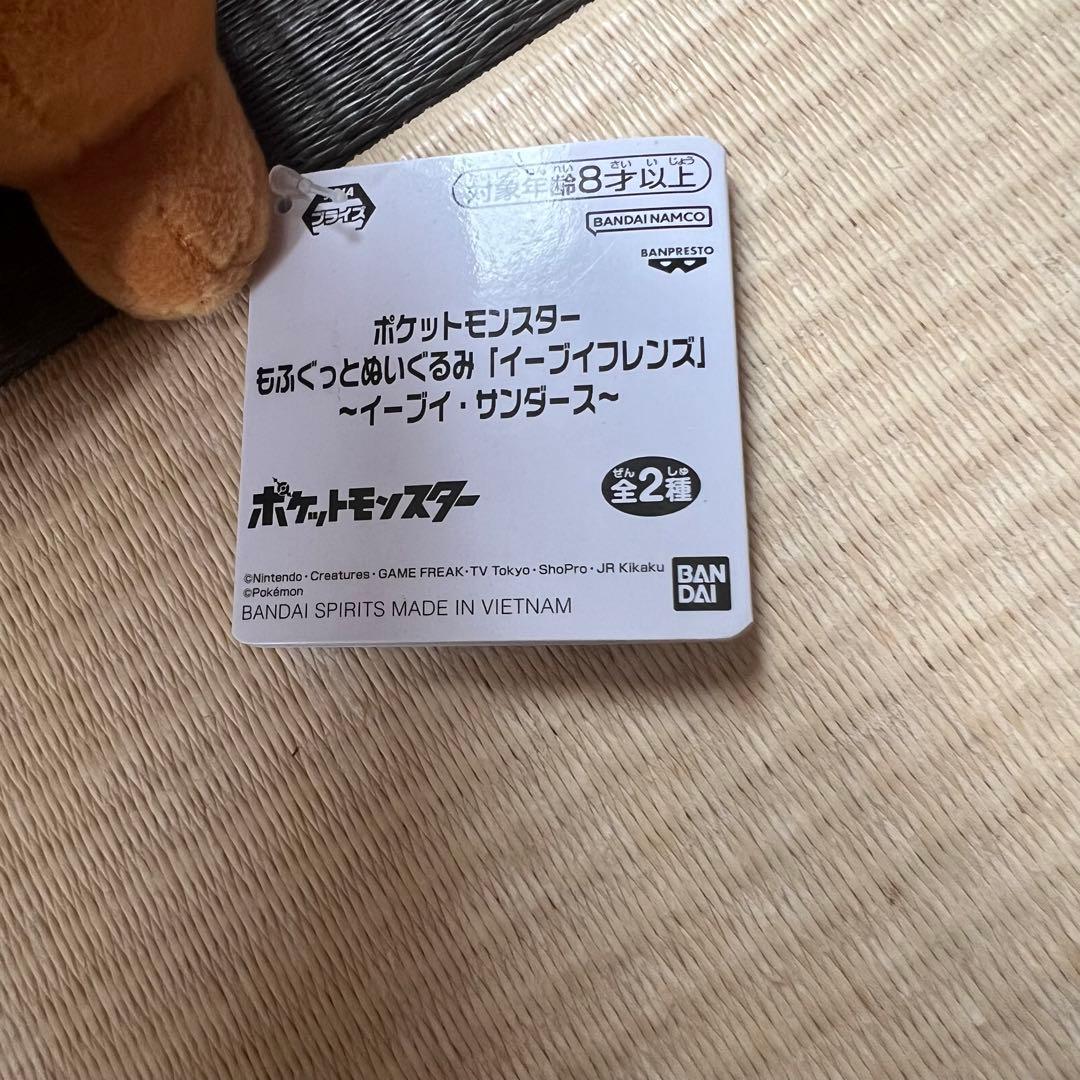 対象年齢8才以上
プライズ
BANDAI NAMCO
BANPRESTO
ポケットモンスター
もふぐっとぬいぐるみ「イーブイフレンズ」
～イーブイ・サンダース～
ポケットモンスター
ぜん しゅ
全2種
©Nintendo・Creatures・GAME FREAK・TV Tokyo・ShoPro・JR Kikaku
©Pokémon
BANDAI SPIRITS MADE IN VIETNAM
BAN
DAI